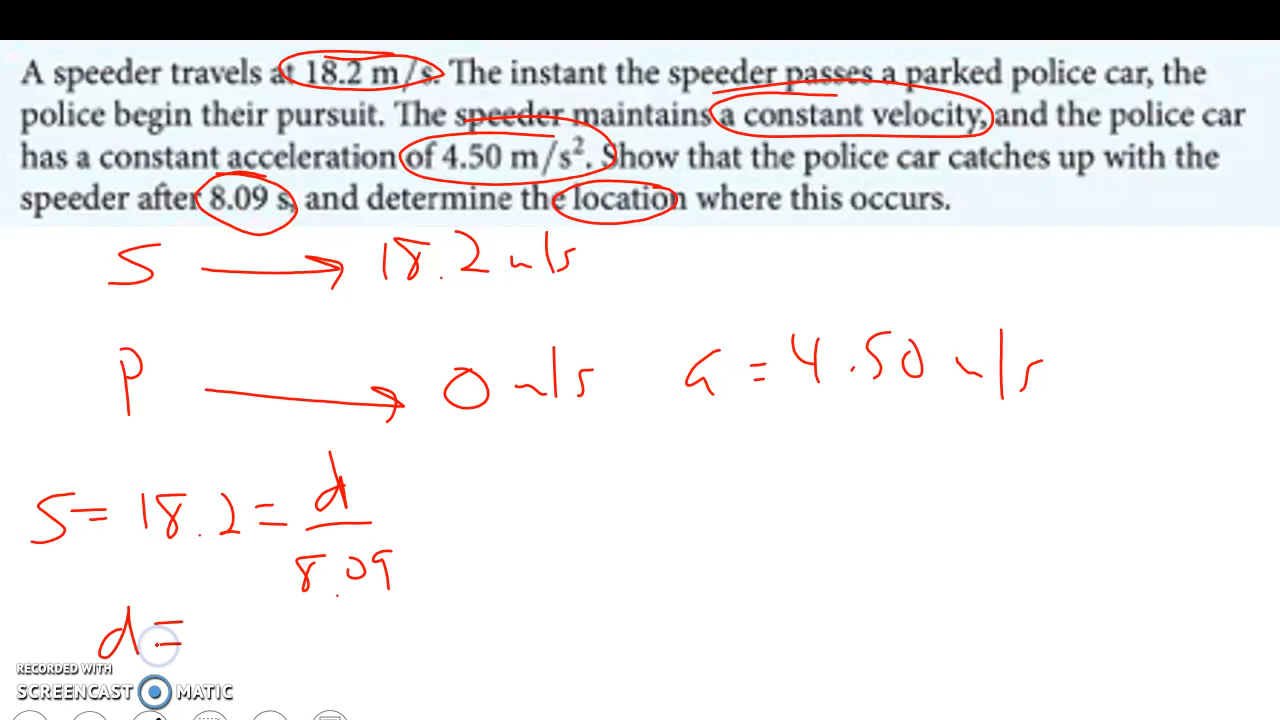 A speeder travels at 18.2 m/s. The instant the speeder passes a parked police car, the
police begin their pursuit. The speeder maintains a constant velocity, and the police car
has a constant acceleration of 4.50 m/s². Show that the police car catches up with the
speeder after 8.09 s, and determine the location where this occurs.
S → 18.2 m/s
P → 0 m/s a = 4.50 m/s
S = 18.2 = d
8.09
d =
RECORDED WITH
SCREENCAST MATIC